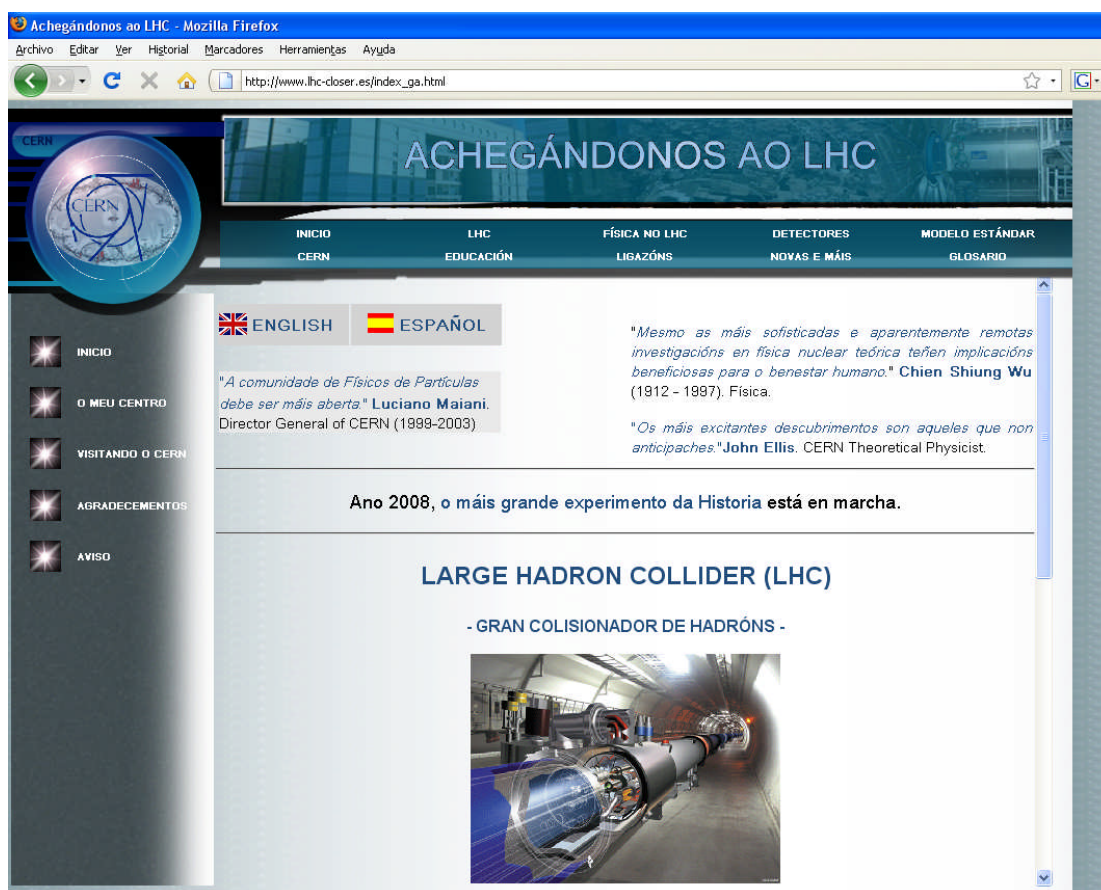 Achegándonos ao LHC - Mozilla Firefox
Archivo Editar Ver Historial Marcadores Herramientas Ayuda
http://www.lhc-closer.es/index_ga.html
G
CERN
ACHEGÁNDONOS AO LHC
CERN
INICIO LHC FÍSICA NO LHC DETECTORES MODELO ESTÁNDAR
CERN EDUCACIÓN LIGAZÓNS NOVAS E MÁIS GLOSARIO
INICIO
O MEU CENTRO
VISITANDO O CERN
AGRADECEMENTOS
AVISO
ENGLISH ESPAÑOL
"A comunidade de Físicos de Partículas
debe ser máis aberta." Luciano Maiani.
Director General of CERN (1999-2003)
"Mesmo as máis sofisticadas e aparentemente remotas
investigacións en física nuclear teórica teñen implicacións
beneficiosas para o benestar humano." Chien Shiung Wu
(1912 - 1997). Física.
"Os máis excitantes descubrimentos son aqueles que non
anticipaches."John Ellis. CERN Theoretical Physicist.
Ano 2008, o máis grande experimento da Historia está en marcha.
LARGE HADRON COLLIDER (LHC)
- GRAN COLISIONADOR DE HADRÓNS -